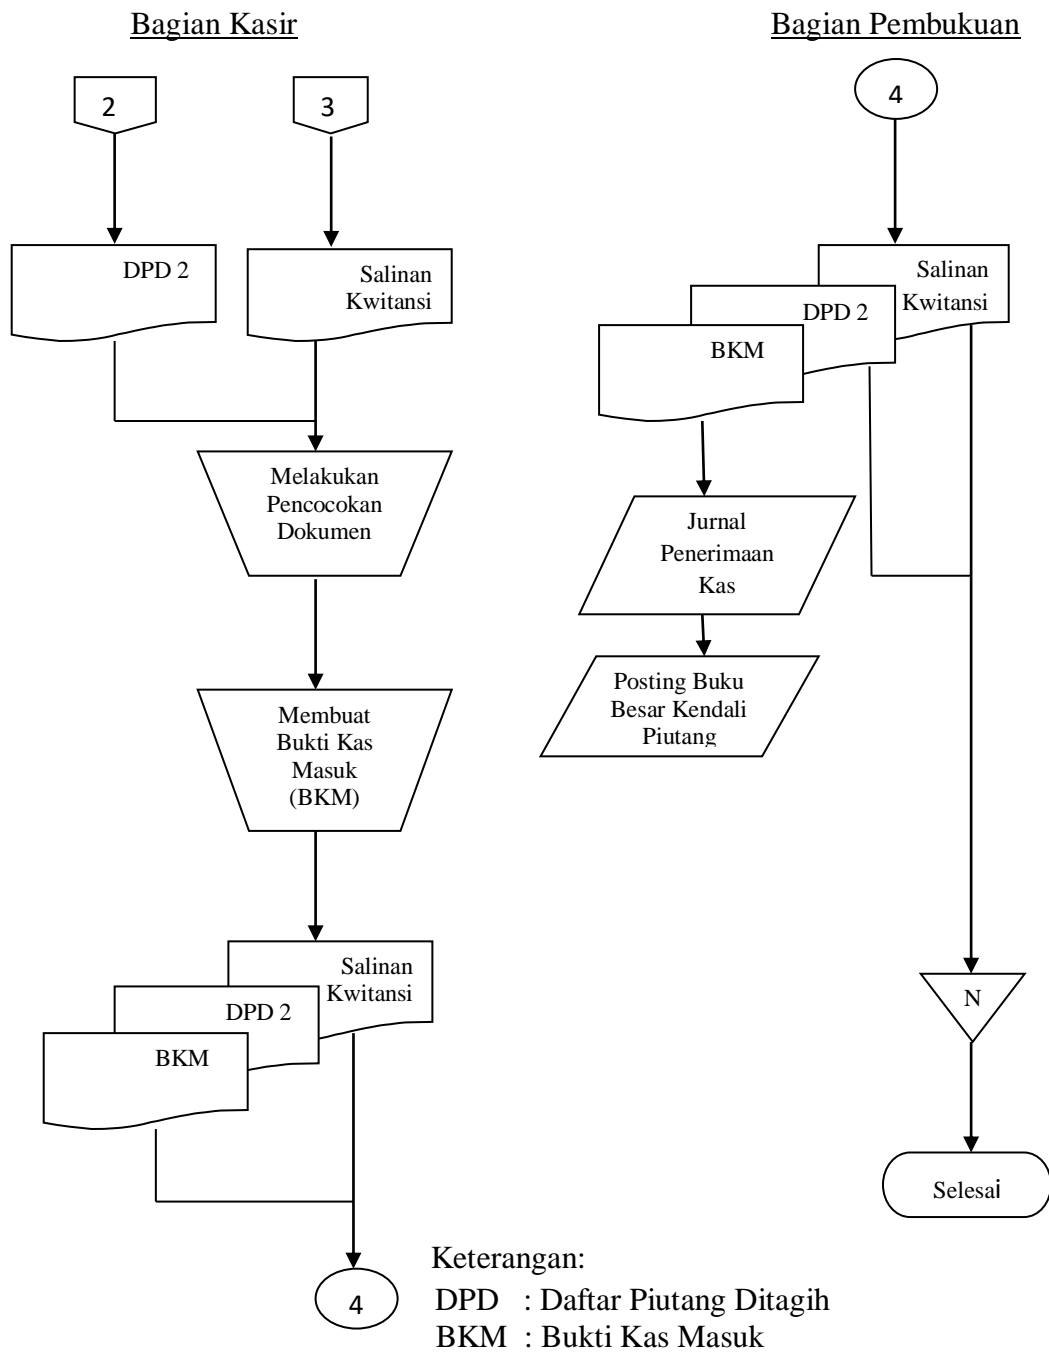 Bagian Kasir
2
3
DPD 2
Salinan
Kwitansi
Melakukan
Pencocokan
Dokumen
Membuat
Bukti Kas
Masuk
(BKM)
Salinan
Kwitansi
DPD 2
BKM
4
Bagian Pembukuan
4
Salinan
Kwitansi
DPD 2
BKM
Jurnal
Penerimaan
Kas
Posting Buku
Besar Kendali
Piutang
N
Selesai
Keterangan:
DPD : Daftar Piutang Ditagih
BKM : Bukti Kas Masuk